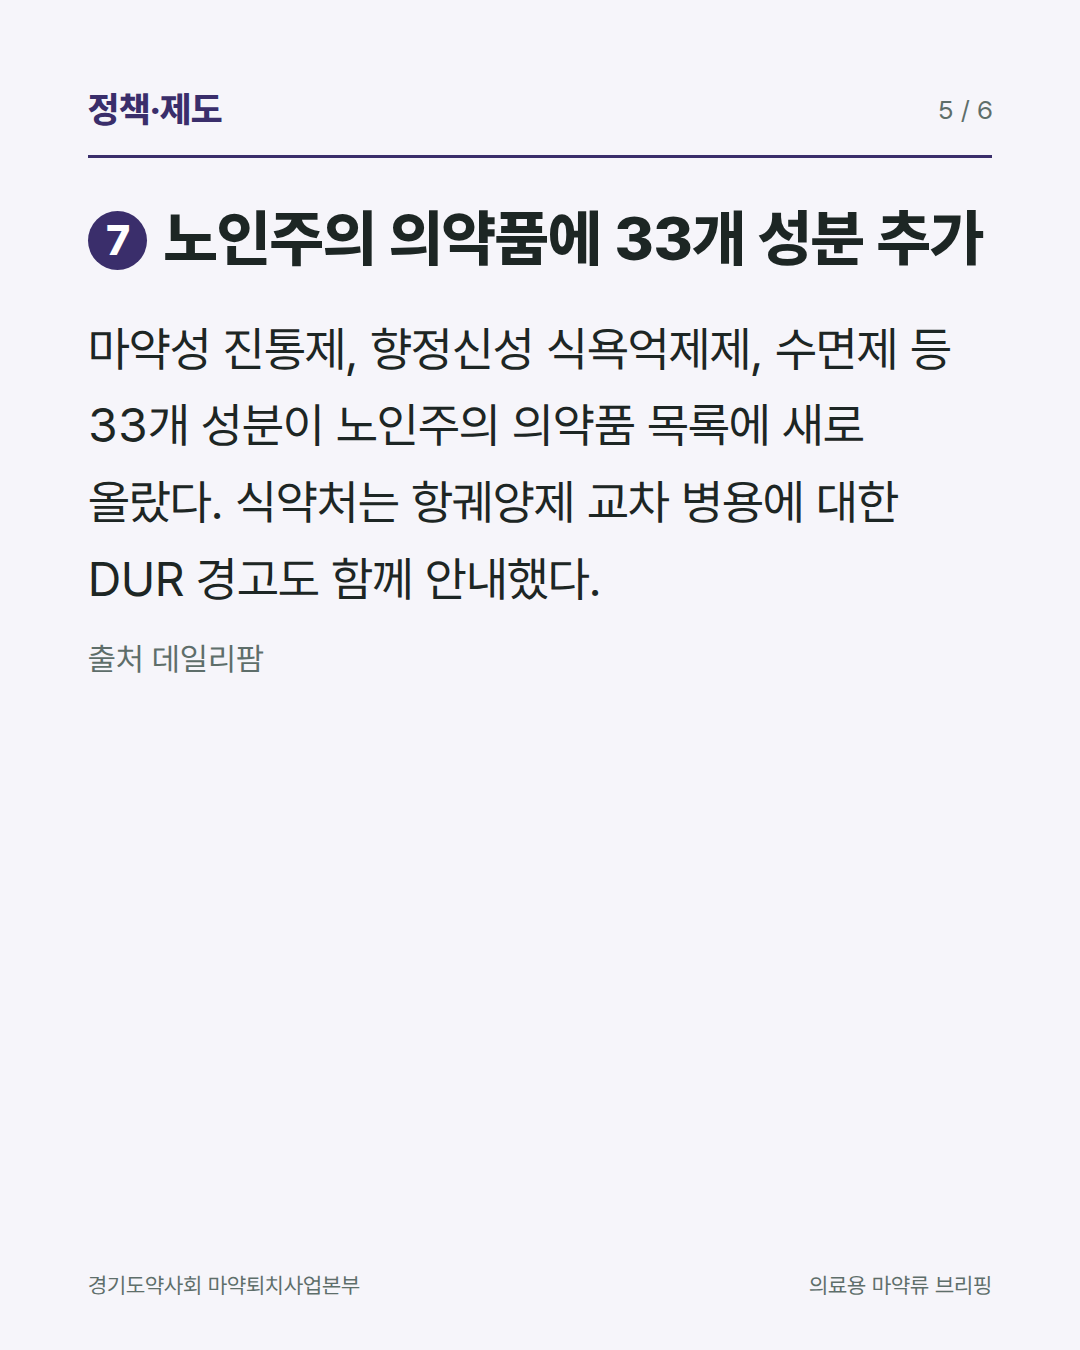 정책·제도
5 / 6
7 노인주의 의약품에 33개 성분 추가
마약성 진통제, 향정신성 식욕억제제, 수면제 등
33개 성분이 노인주의 의약품 목록에 새로
올랐다. 식약처는 항궤양제 교차 병용에 대한
DUR 경고도 함께 안내했다.
출처 데일리팜
경기도약사회 마약퇴치사업본부
의료용 마약류 브리핑